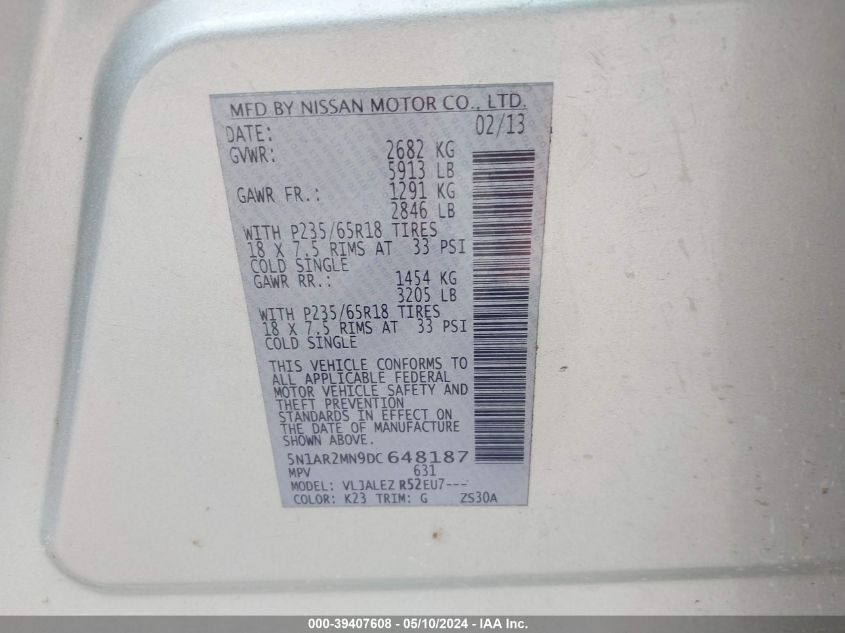 MFD BY NISSAN MOTOR CO., LTD.
DATE: 02/13
GVWR: 2682 KG
5913 LB
GAWR FR.: 1291 KG
2846 LB
WITH P235/65R18 TIRES
18 X 7.5 RIMS AT 33 PSI
COLD SINGLE
GAWR RR.: 1454 KG
3205 LB
WITH P235/65R18 TIRES
18 X 7.5 RIMS AT 33 PSI
COLD SINGLE
THIS VEHICLE CONFORMS TO
ALL APPLICABLE FEDERAL
MOTOR VEHICLE SAFETY AND
THEFT PREVENTION
STANDARDS IN EFFECT ON
THE DATE OF MANUFACTURE
SHOWN ABOVE.
5N1AR2MN9DC 648187
MPV 631
MODEL: VLJALEZ R52EU7---
COLOR: K23 TRIM: G ZS30A
000-39407608 - 05/10/2024 - IAA Inc.